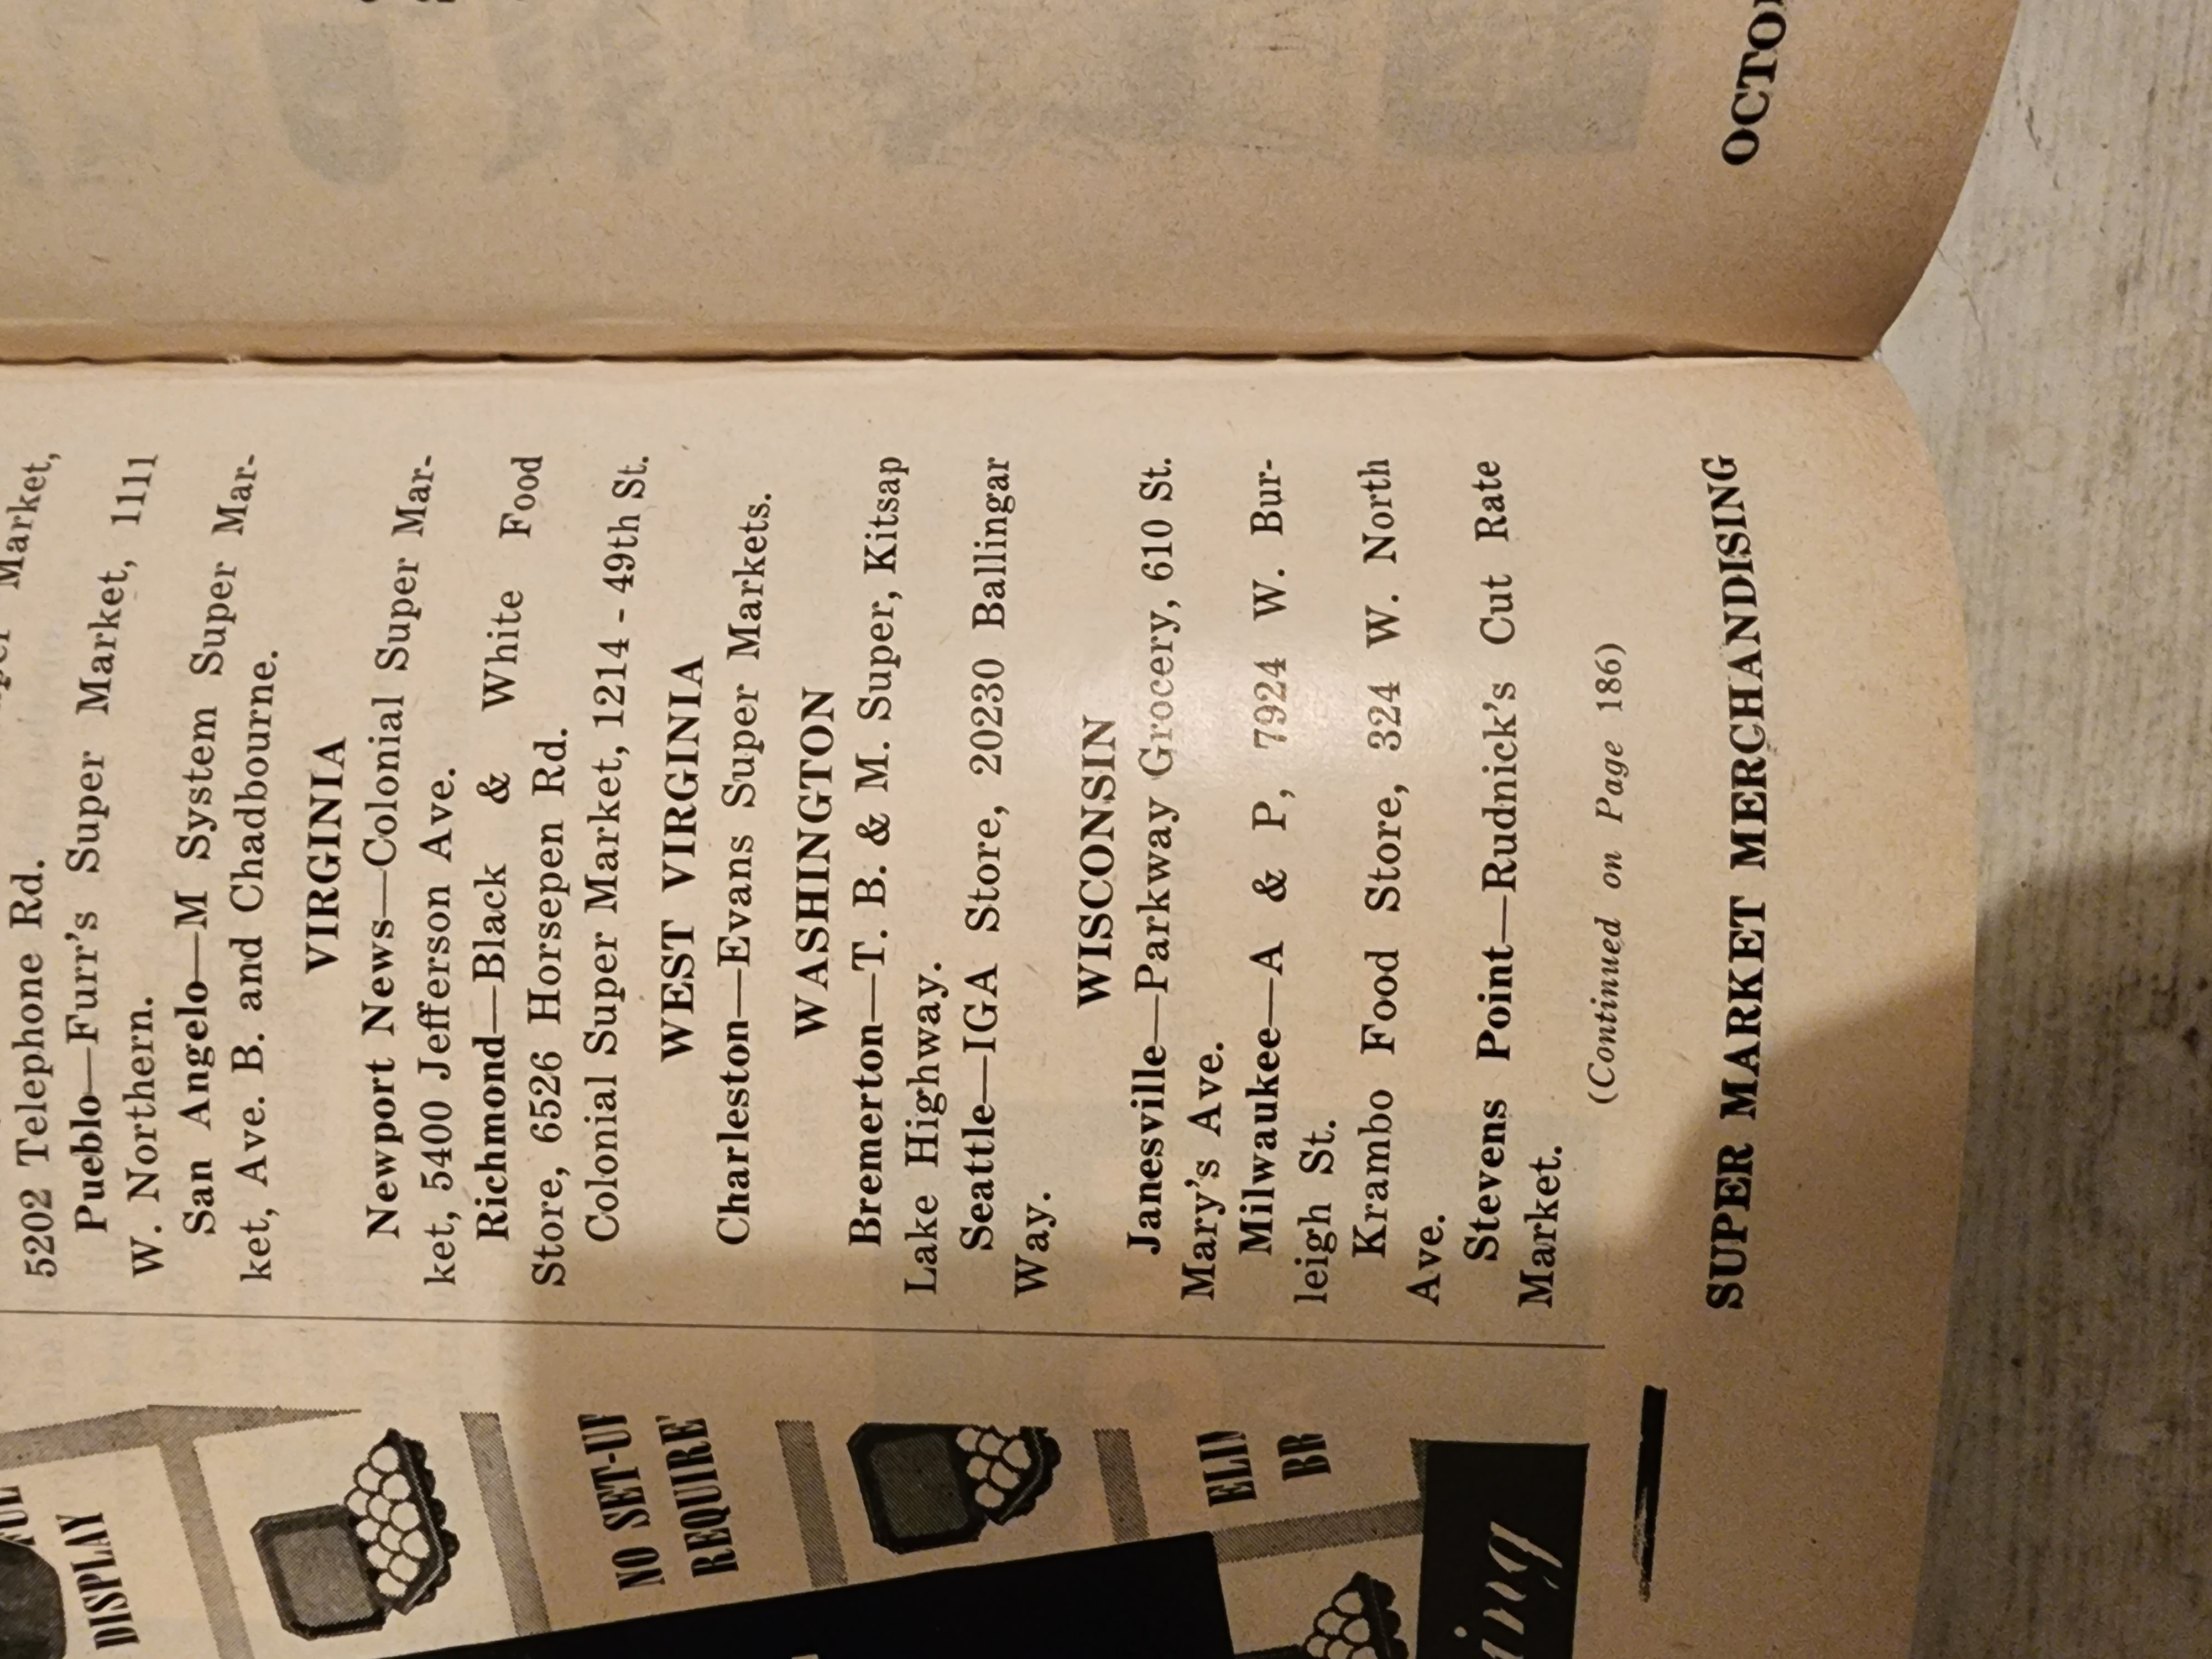 Market,
5202 Telephone Rd.
Pueblo—Furr's Super Market, 1111
W. Northern.
San Angelo—M System Super Mar-
ket, Ave. B. and Chadbourne.
VIRGINIA
Newport News—Colonial Super Mar-
ket, 5400 Jefferson Ave.
Richmond—Black & White Food
Store, 6526 Horsepen Rd.
Colonial Super Market, 1214 - 49th St.
WEST VIRGINIA
Charleston—Evans Super Markets.
WASHINGTON
Bremerton—T. B. & M. Super, Kitsap
Lake Highway.
Seattle—IGA Store, 20230 Ballingar
Way.
WISCONSIN
Janesville—Parkway Grocery, 610 St.
Mary's Ave.
Milwaukee—A & P, 7924 W. Bur-
leigh St.
Krambo Food Store, 324 W. North
Ave.
Stevens Point—Rudnick's Cut Rate
Market.
(Continued on Page 186)
SUPER MARKET MERCHANDISING
DISPLAY
NO SET-UP
REQUIRE
ELIN
BR
ing
OCTO